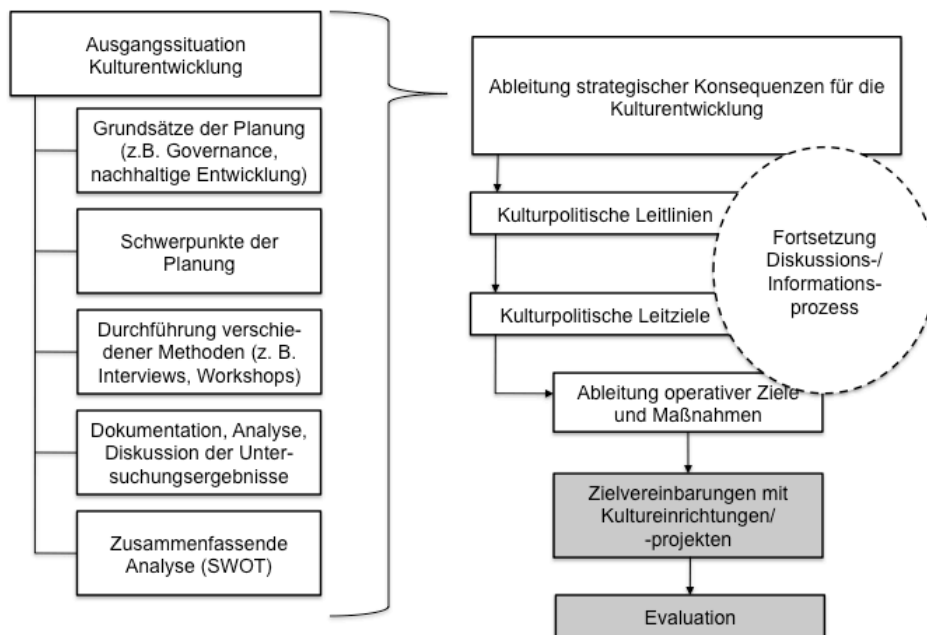 Ausgangssituation
Kulturentwicklung
Grundsätze der Planung
(z.B. Governance,
nachhaltige Entwicklung)
Schwerpunkte der
Planung
Durchführung verschie-
dener Methoden (z. B.
Interviews, Workshops)
Dokumentation, Analyse,
Diskussion der Unter-
suchungsergebnisse
Zusammenfassende
Analyse (SWOT)
Ableitung strategischer Konsequenzen für die
Kulturentwicklung
Kulturpolitische Leitlinien
Kulturpolitische Leitziele
Fortsetzung
Diskussions-/
Informations-
prozess
Ableitung operativer Ziele
und Maßnahmen
Zielvereinbarungen mit
Kultureinrichtungen/
-projekten
Evaluation